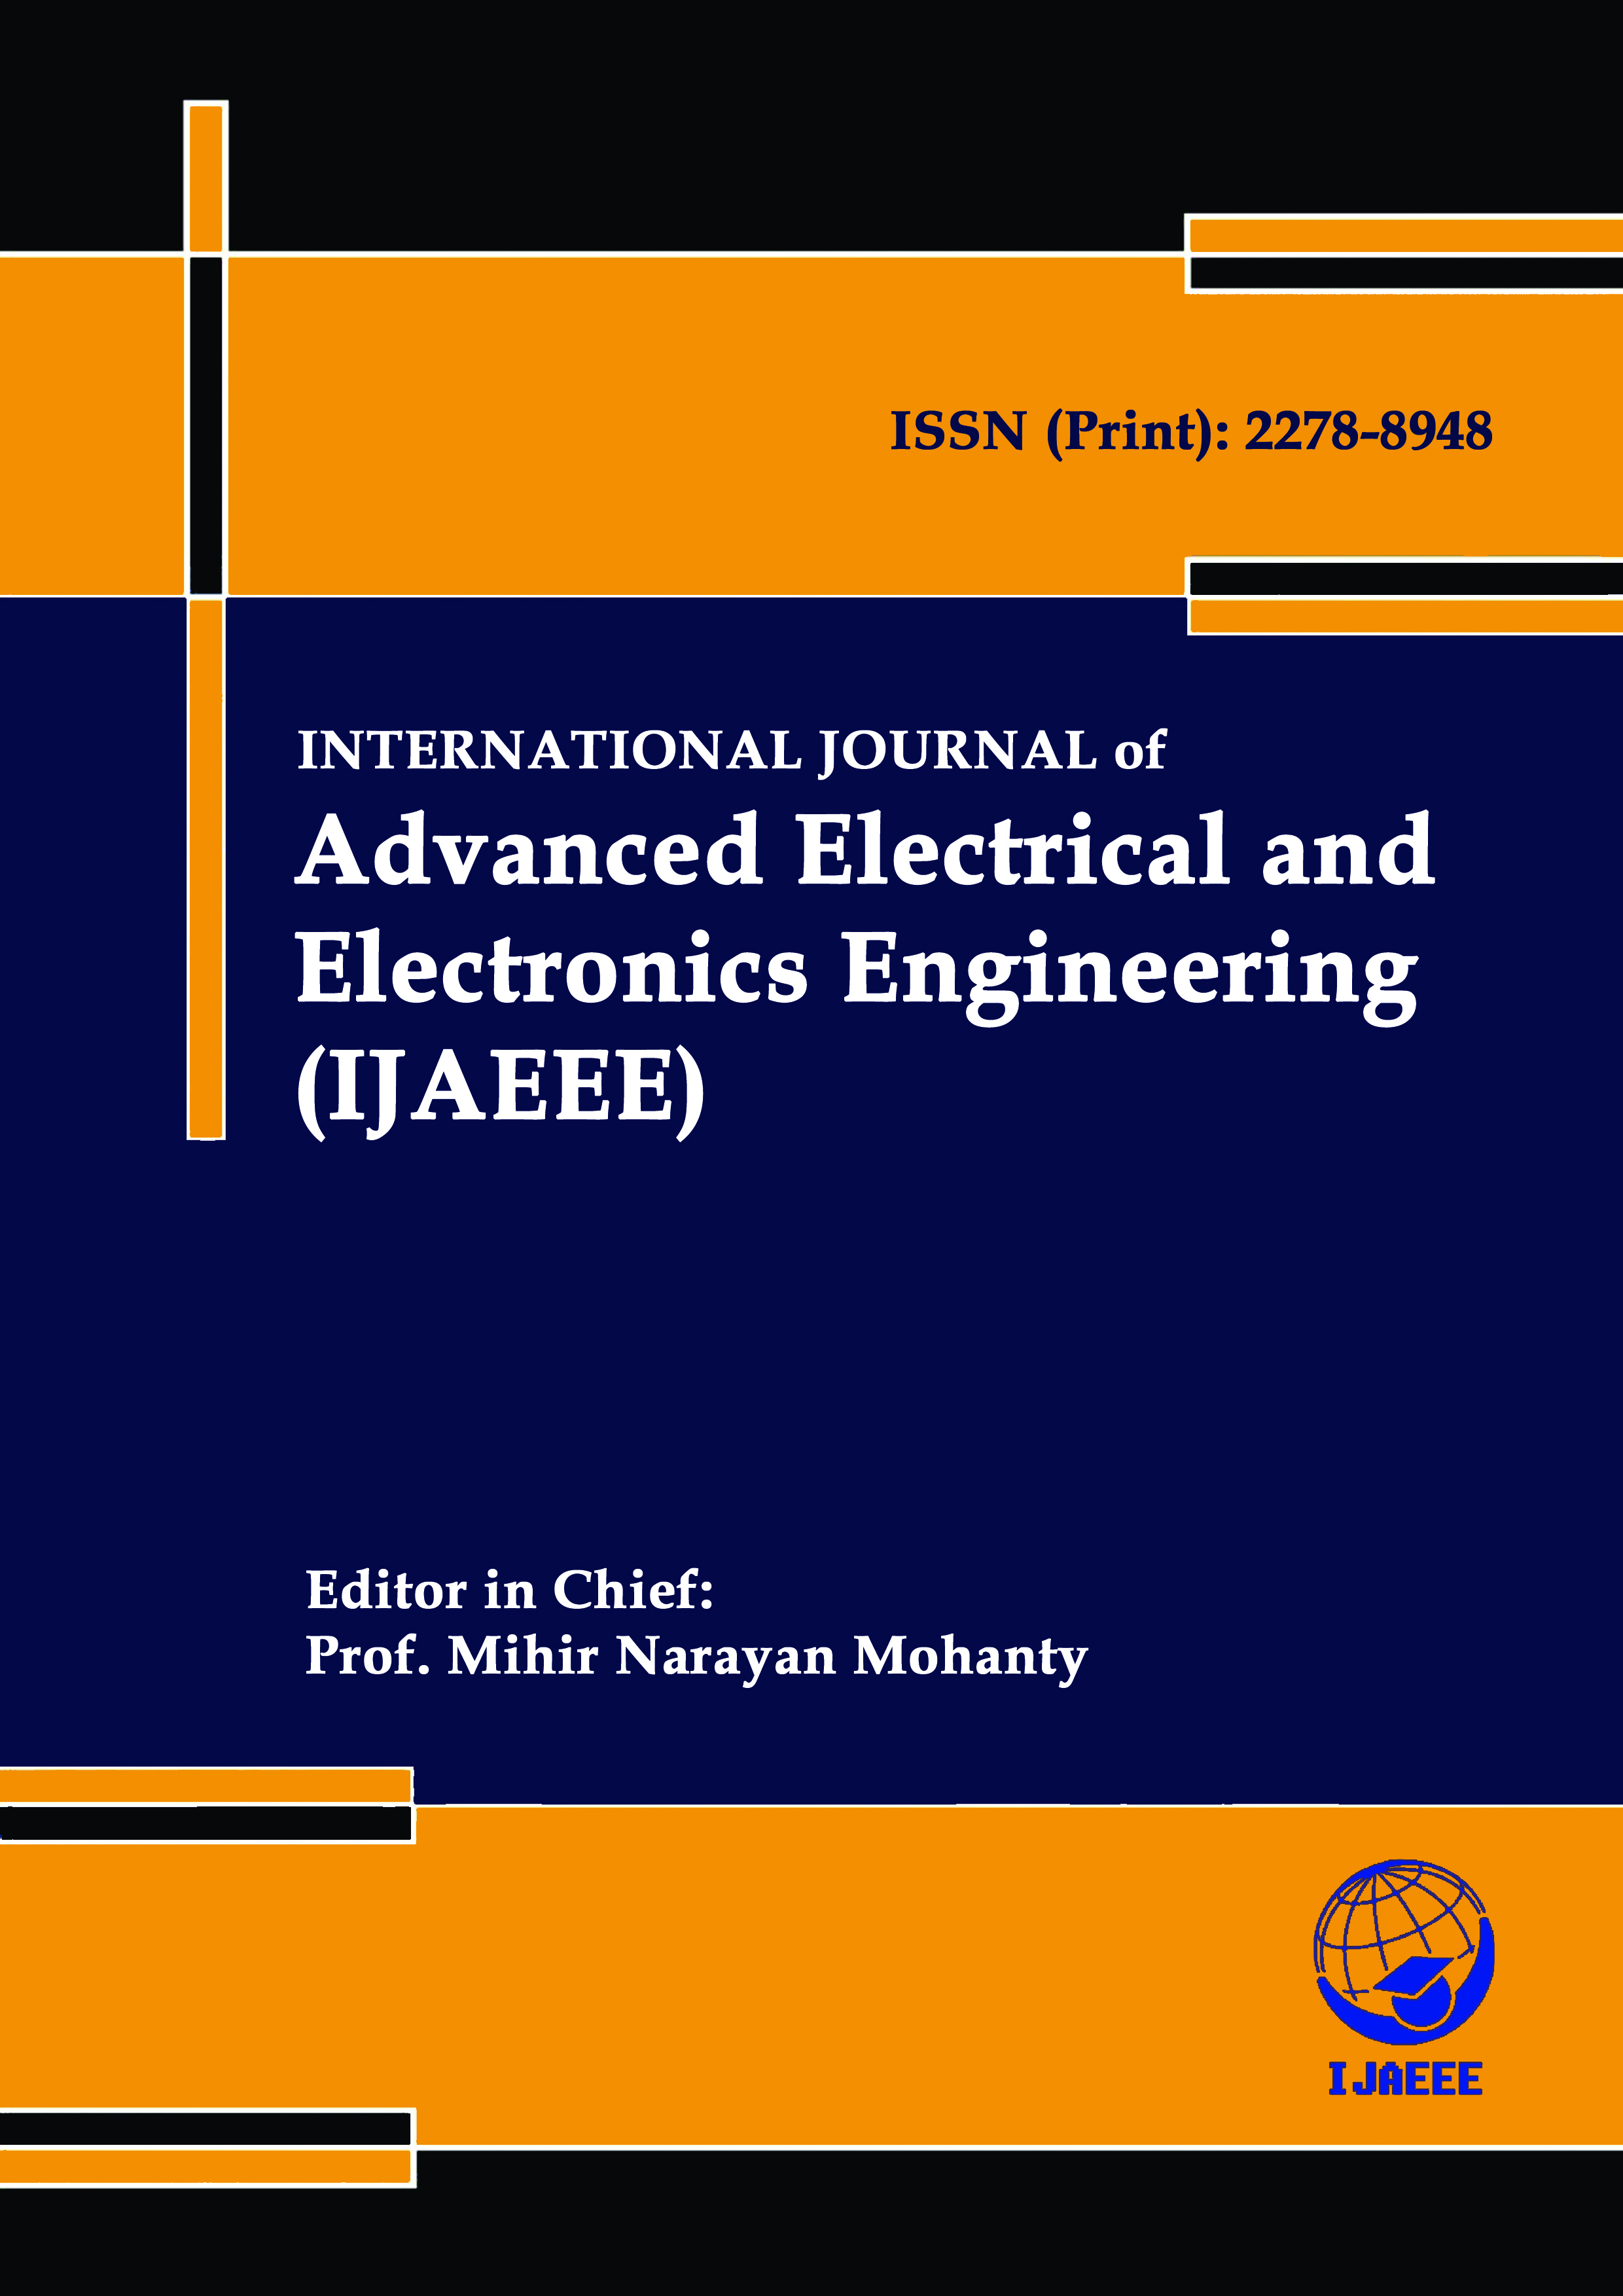 ISSN (Print): 2278-8948
INTERNATIONAL JOURNAL of
Advanced Electrical and
Electronics Engineering
(IJAEEE)
Editor in Chief:
Prof. Mihir Narayan Mohanty
IJAEEE